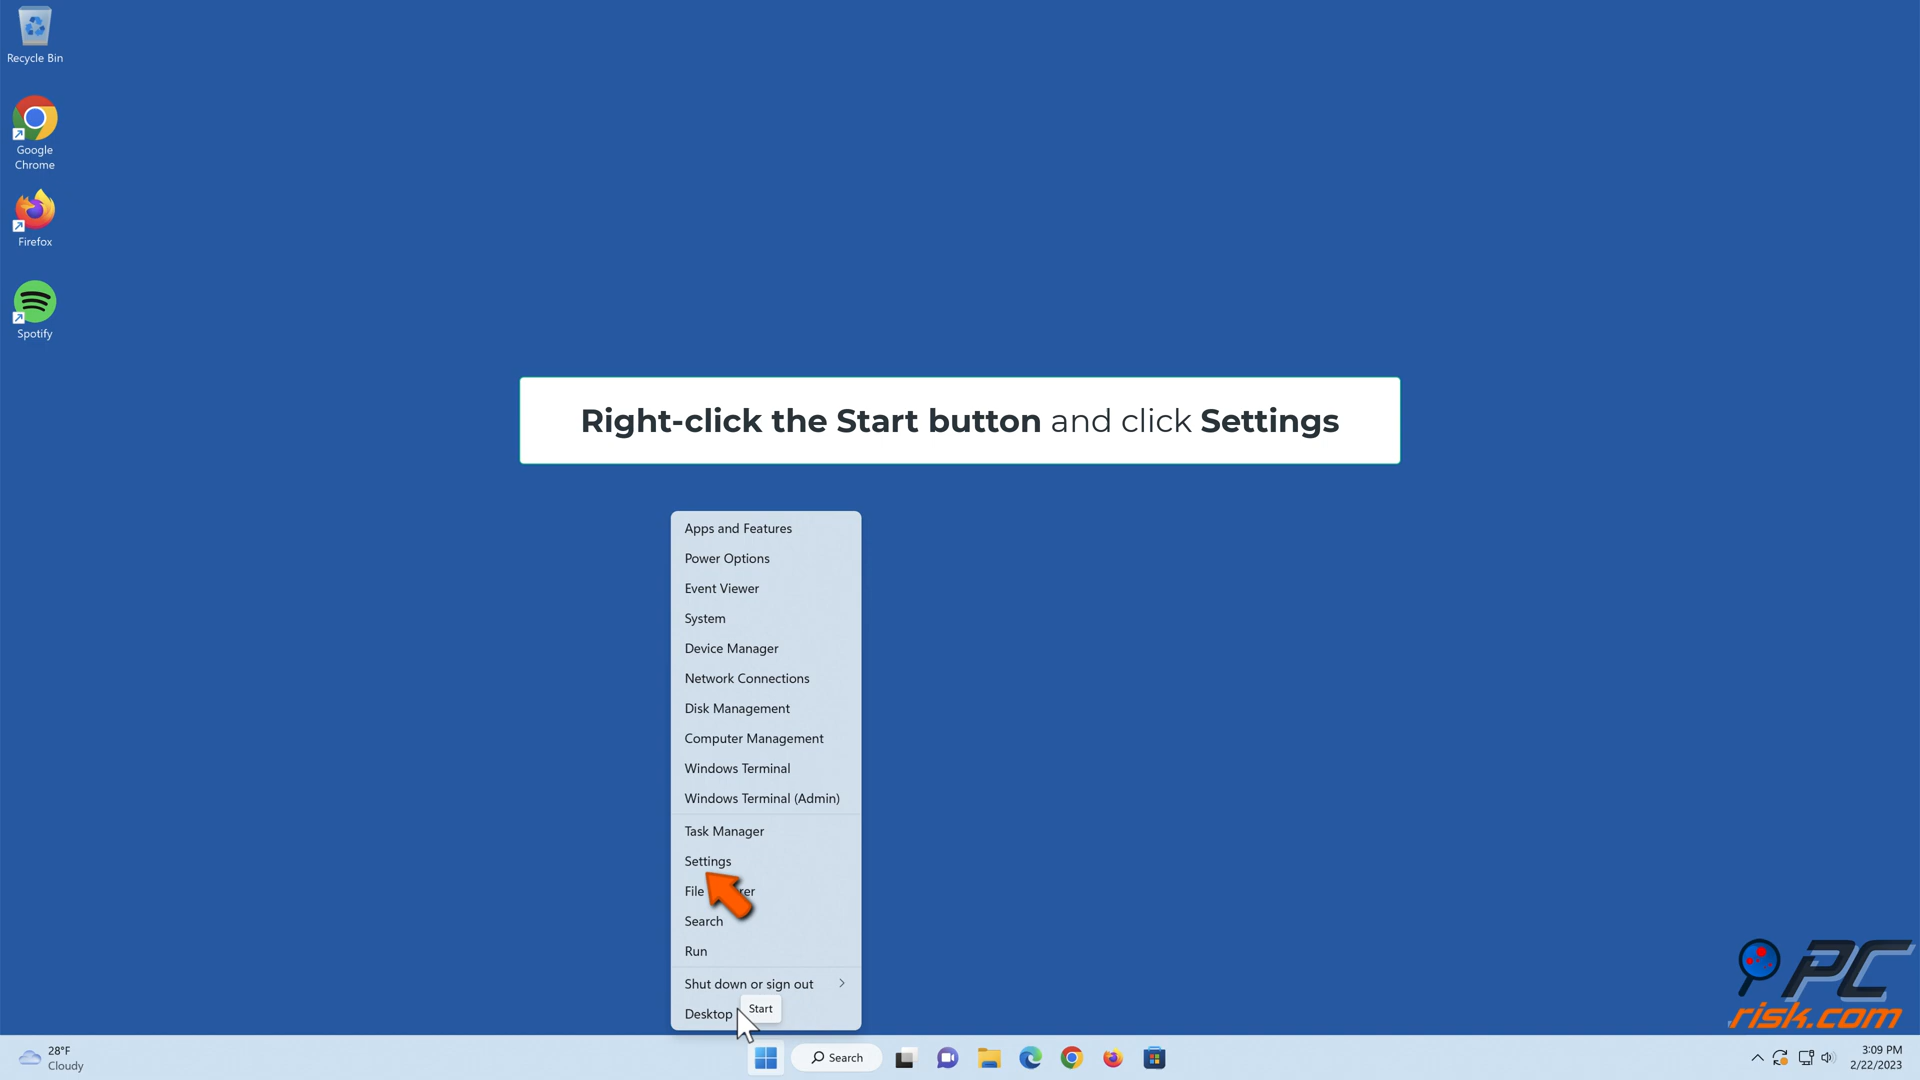 Recycle Bin
Google
Chrome
Firefox
Spotify
Right-click the Start button and click Settings
Apps and Features
Power Options
Event Viewer
System
Device Manager
Network Connections
Disk Management
Computer Management
Windows Terminal
Windows Terminal (Admin)
Task Manager
Settings
File rer
Search
Run
Shut down or sign out
Start
Desktop
PC
risk.com
28°F
Cloudy
Search
3:09 PM
2/22/2023